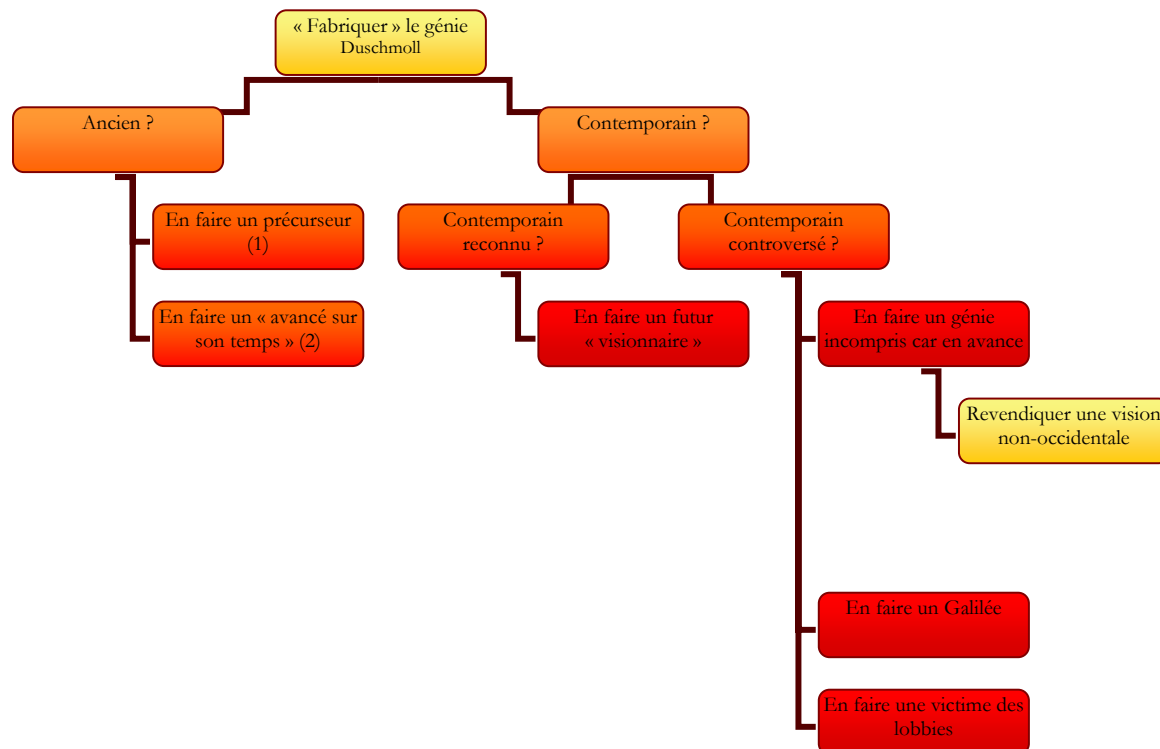 « Fabriquer » le génie
Duschmoll
Ancien ?
Contemporain ?
En faire un précurseur
(1)
Contemporain
reconnu ?
Contemporain
controversé ?
En faire un « avancé sur
son temps » (2)
En faire un futur
« visionnaire »
En faire un génie
incompris car en avance
Revendiquer une vision
non-occidentale
En faire un Galilée
En faire une victime des
lobbies